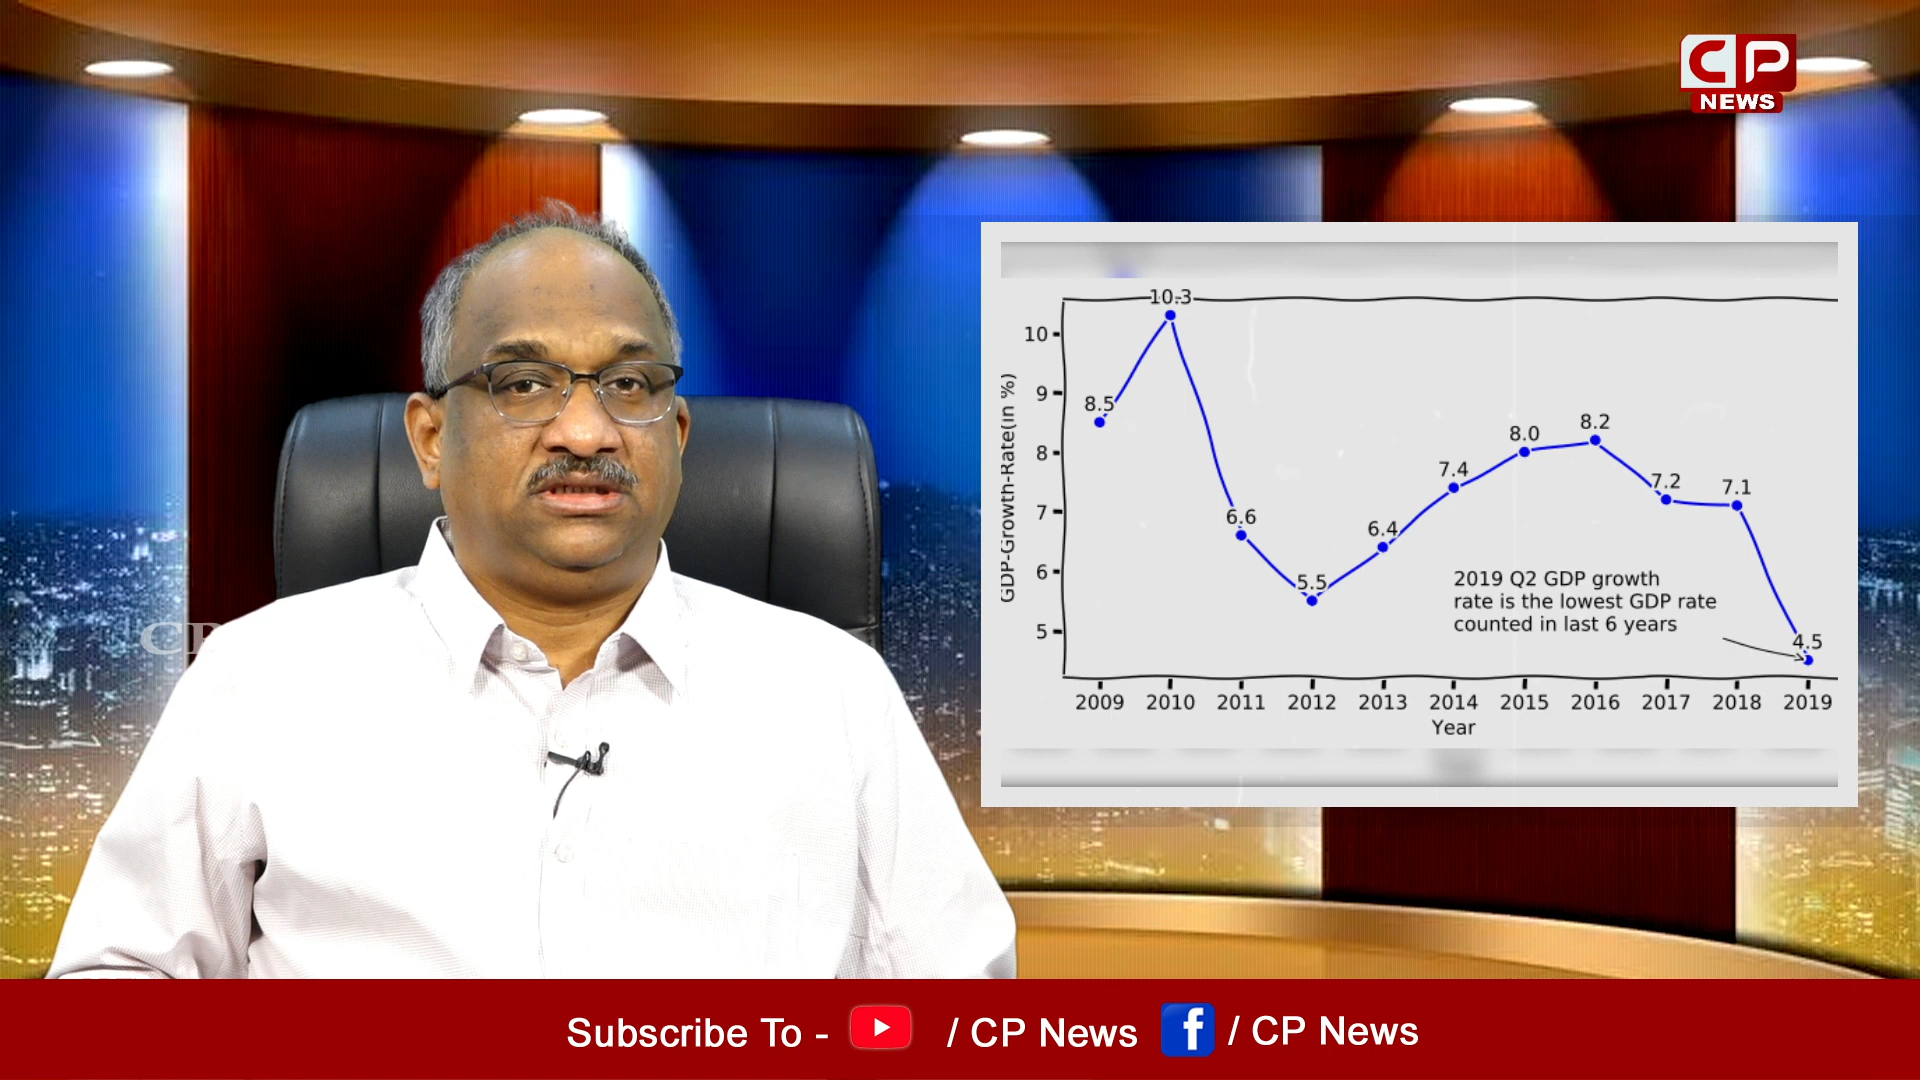 CP
NEWS
10.3
10
9
8
7
6
5
GDP-Growth-Rate(in %)
8.5
6.6
5.5
6.4
7.4
8.0
8.2
7.2
7.1
4.5
2019 Q2 GDP growth
rate is the lowest GDP rate
counted in last 6 years
2009 2010 2011 2012 2013 2014 2015 2016 2017 2018 2019
Year
CP
Subscribe To - / CP News f / CP News